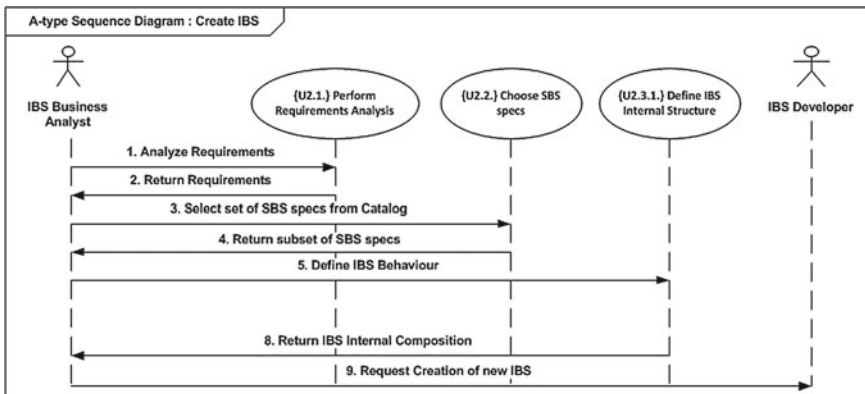 A-type Sequence Diagram : Create IBS
IBS Business
Analyst
{U2.1.} Perform
Requirements Analysis
{U2.2.} Choose SBS
specs
{U2.3.1.} Define IBS
Internal Structure
IBS Developer
1. Analyze Requirements
2. Return Requirements
3. Select set of SBS specs from Catalog
4. Return subset of SBS specs
5. Define IBS Behaviour
8. Return IBS Internal Composition
9. Request Creation of new IBS